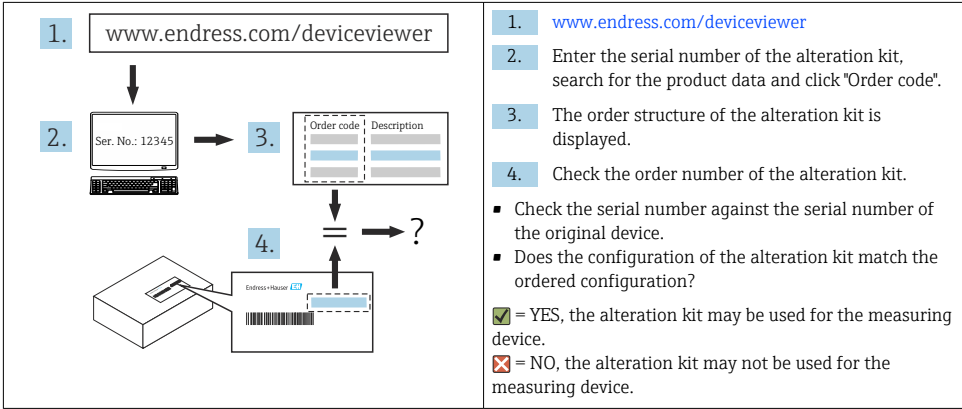 1.
www.endress.com/deviceviewer
2.
Ser. No.: 12345
3.
Order code
Description
=
?
4.
Endress+Hauser EH
1. www.endress.com/deviceviewer
2. Enter the serial number of the alteration kit,
search for the product data and click "Order code".
3. The order structure of the alteration kit is
displayed.
4. Check the order number of the alteration kit.
▪ Check the serial number against the serial number of
the original device.
▪ Does the configuration of the alteration kit match the
ordered configuration?
☑ = YES, the alteration kit may be used for the measuring
device.
☒ = NO, the alteration kit may not be used for the
measuring device.